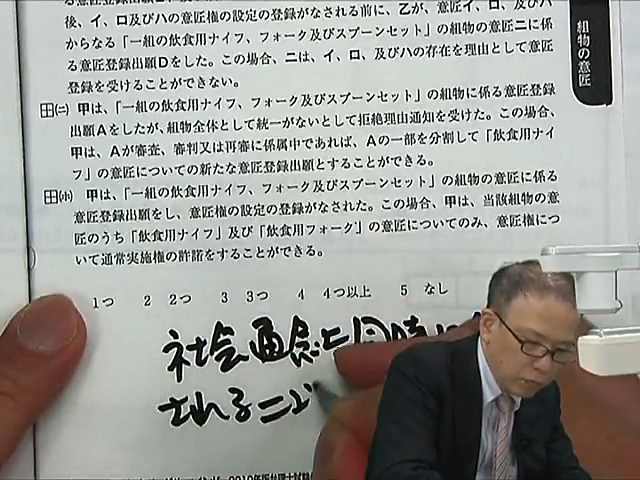 後、イ、ロ及びハの意匠権の設定の登録がなされる前に、乙が、意匠イ、ロ、及びハ
からなる「一組の飲食用ナイフ、フォーク及びスプーンセット」の組物の意匠ニに係
る意匠登録出願Dをした。この場合、ニは、イ、ロ、及びハの存在を理由として意匠
登録を受けることができない。
(ニ) 甲は、「一組の飲食用ナイフ、フォーク及びスプーンセット」の組物に係る意匠登録
出願Aをしたが、組物全体として統一がないとして拒絶理由通知を受けた。この場合、
甲は、Aが審査、審判又は再審に係属中であれば、Aの一部を分割して「飲食用ナイ
フ」の意匠についての新たな意匠登録出願とすることができる。
(ホ) 甲は、「一組の飲食用ナイフ、フォーク及びスプーンセット」の組物の意匠に係る
意匠登録出願をし、意匠権の設定の登録がなされた。この場合、甲は、当該組物の意
匠のうち「飲食用ナイフ」及び「飲食用フォーク」の意匠についてのみ、意匠権につ
いて通常実施権の許諾をすることができる。
1つ 2 2つ 3 3つ 4 4つ以上 5 なし
社会通念上同時に
される
組物の意匠